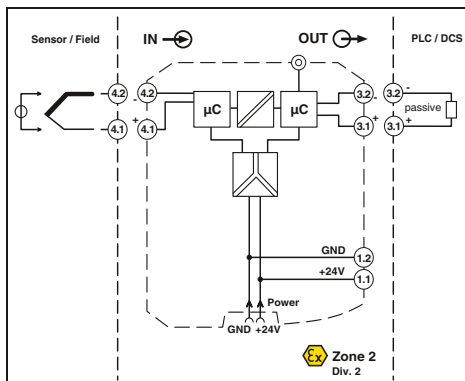 Sensor / Field
IN
OUT
PLC / DCS
4.2
4.2
-
µC
µC
3.2
-
3.2
-
4.1
+
4.1
3.1
+
3.1
+
passive
GND
1.2
+24V
1.1
Power
GND +24V
Ex
Zone 2
Div. 2